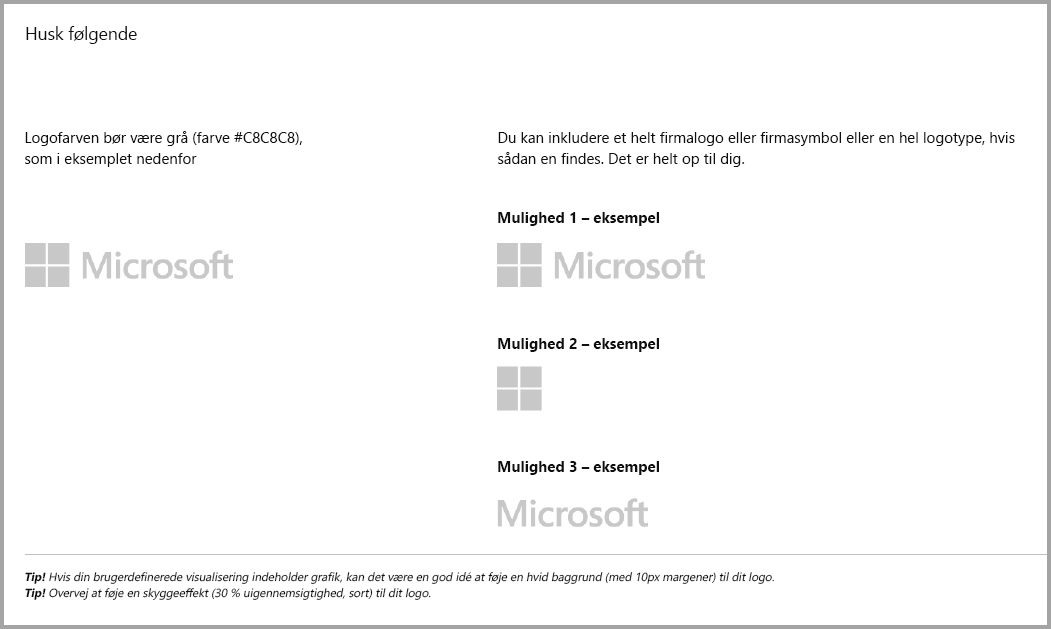 Husk følgende
Logofarven bør være grå (farve #C8C8C8),
som i eksemplet nedenfor
Microsoft
Du kan inkludere et helt firmalogo eller firmasymbol eller en hel logotype, hvis
sådan en findes. Det er helt op til dig.
Mulighed 1 – eksempel
Microsoft
Mulighed 2 – eksempel
Mulighed 3 – eksempel
Microsoft
Tip! Hvis din brugerdefinerede visualisering indeholder grafik, kan det være en god idé at føje en hvid baggrund (med 10px margener) til dit logo.
Tip! Overvej at føje en skyggeeffekt (30 % uigennemsigtighed, sort) til dit logo.